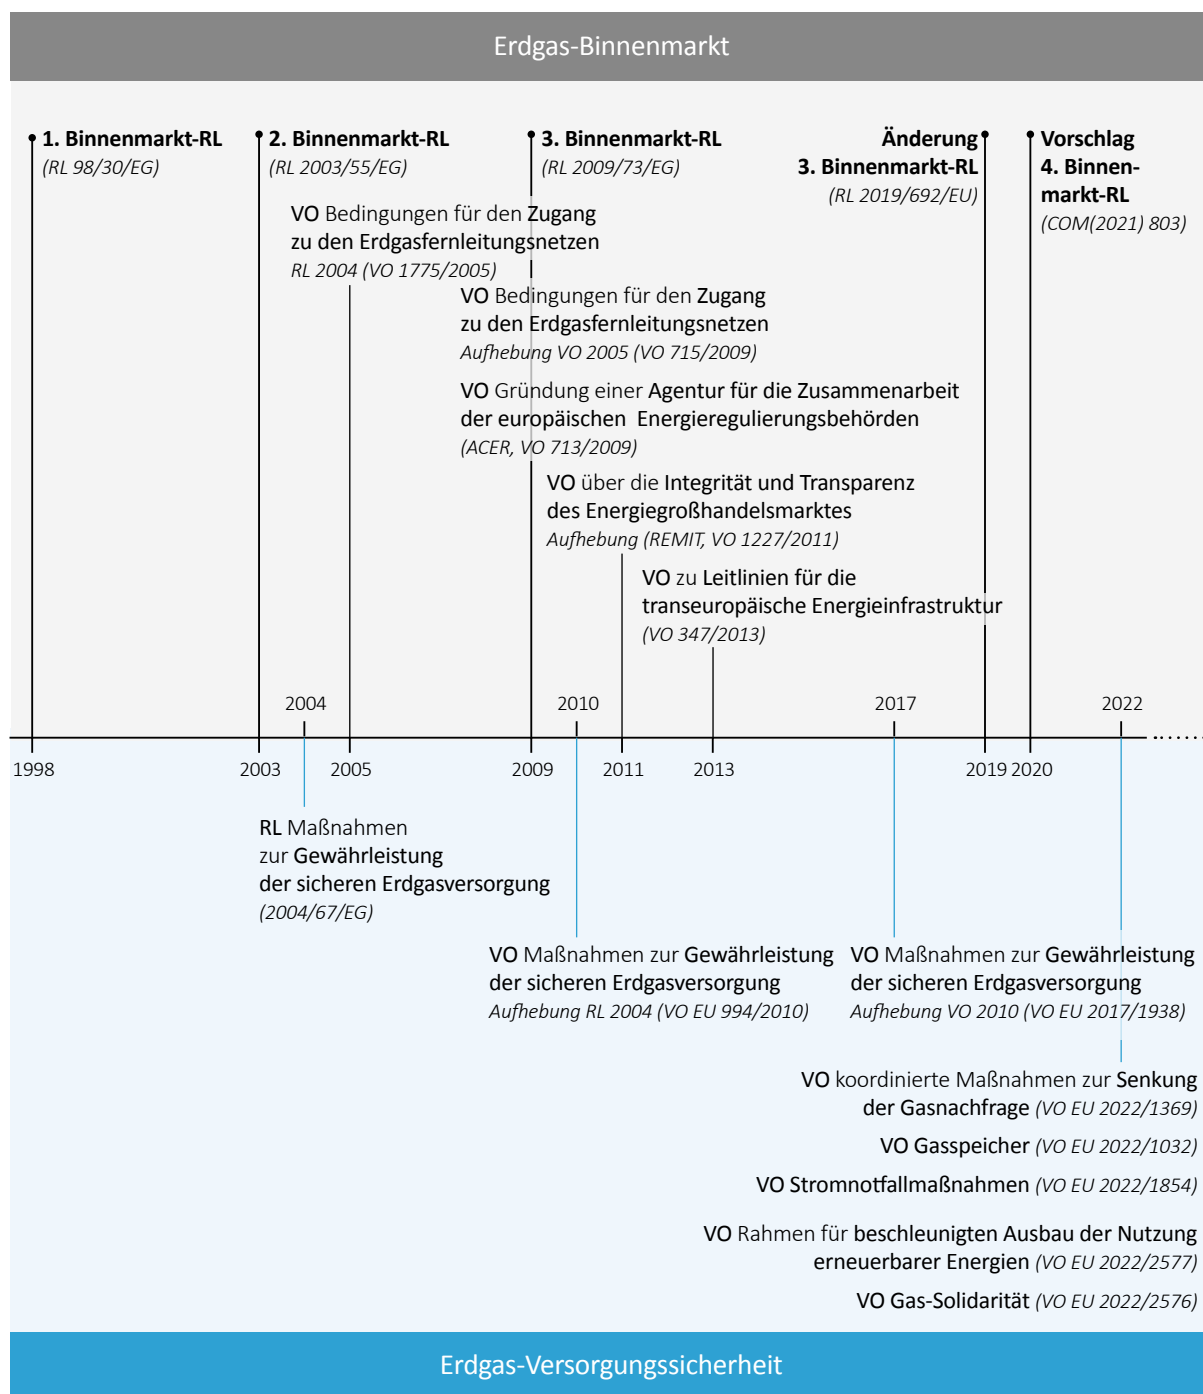 Erdgas-Binnenmarkt
1. Binnenmarkt-RL
(RL 98/30/EG)
2. Binnenmarkt-RL
(RL 2003/55/EG)
3. Binnenmarkt-RL
(RL 2009/73/EG)
Änderung
3. Binnenmarkt-RL
(RL 2019/692/EU)
Vorschlag
4. Binnen-
markt-RL
(COM(2021) 803)
VO Bedingungen für den Zugang
zu den Erdgasfernleitungsnetzen
RL 2004 (VO 1775/2005)
VO Bedingungen für den Zugang
zu den Erdgasfernleitungsnetzen
Aufhebung VO 2005 (VO 715/2009)
VO Gründung einer Agentur für die Zusammenarbeit
der europäischen Energieregulierungsbehörden
(ACER, VO 713/2009)
VO über die Integrität und Transparenz
des Energiegroßhandelsmarktes
Aufhebung (REMIT, VO 1227/2011)
VO zu Leitlinien für die
transeuropäische Energieinfrastruktur
(VO 347/2013)
2004
2010
2017
2022
1998
2003
2005
2009
2011
2013
2019
2020
RL Maßnahmen
zur Gewährleistung
der sicheren Erdgasversorgung
(2004/67/EG)
VO Maßnahmen zur Gewährleistung
der sicheren Erdgasversorgung
Aufhebung RL 2004 (VO EU 994/2010)
VO Maßnahmen zur Gewährleistung
der sicheren Erdgasversorgung
Aufhebung VO 2010 (VO EU 2017/1938)
VO koordinierte Maßnahmen zur Senkung
der Gasnachfrage (VO EU 2022/1369)
VO Gasspeicher (VO EU 2022/1032)
VO Stromnotfallmaßnahmen (VO EU 2022/1854)
VO Rahmen für beschleunigten Ausbau der Nutzung
erneuerbarer Energien (VO EU 2022/2577)
VO Gas-Solidarität (VO EU 2022/2576)
Erdgas-Versorgungssicherheit